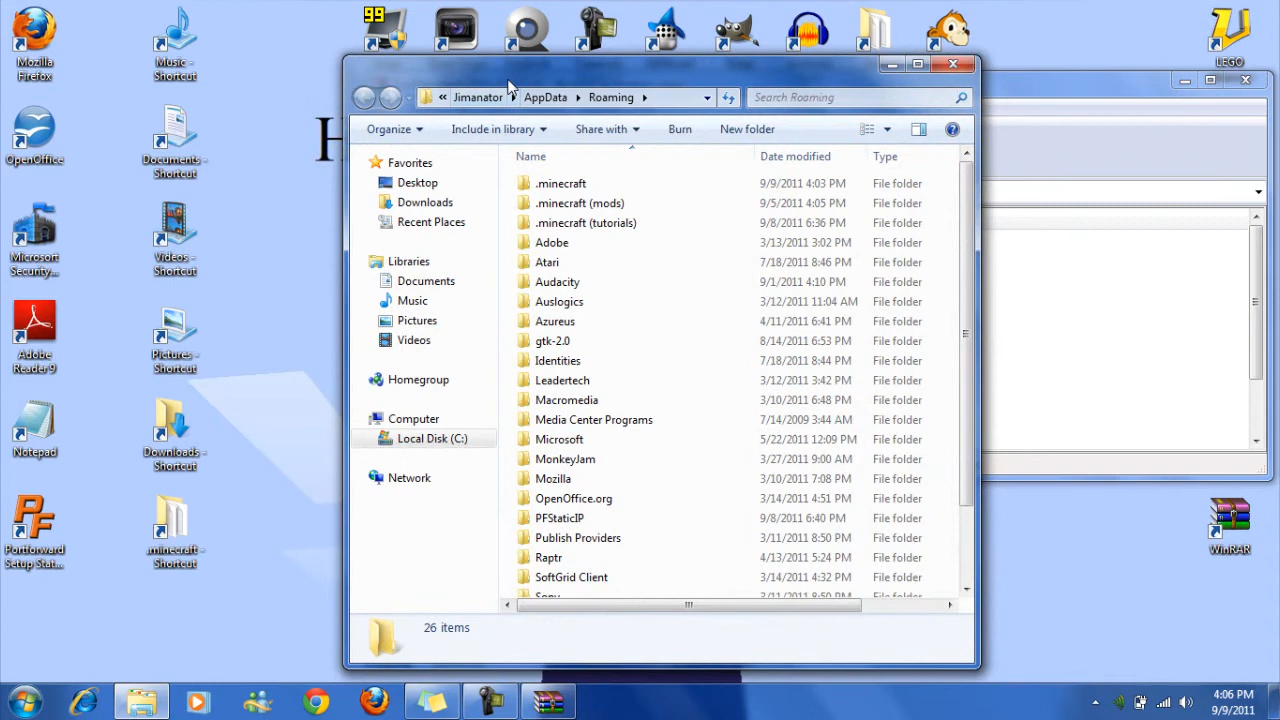 99
Mozilla
Firefox
Music -
Shortcut
LEGO
OpenOffice
Documents -
Shortcut
H
Microsoft
Security...
Videos -
Shortcut
Adobe
Reader 9
Pictures -
Shortcut
Notepad
Downloads -
Shortcut
Portforward
Setup Stat...
.minecraft -
Shortcut
WinRAR
« Jimanator AppData Roaming
Search Roaming
Organize Include in library Share with Burn New folder
Name Date modified Type
Favorites
Desktop
Downloads
Recent Places
Libraries
Documents
Music
Pictures
Videos
Homegroup
Computer
Local Disk (C:)
Network
.minecraft 9/9/2011 4:03 PM File folder
.minecraft (mods) 9/5/2011 4:05 PM File folder
.minecraft (tutorials) 9/8/2011 6:36 PM File folder
Adobe 3/13/2011 3:02 PM File folder
Atari 7/18/2011 8:46 PM File folder
Audacity 9/1/2011 4:10 PM File folder
Auslogics 3/12/2011 11:04 AM File folder
Azureus 4/11/2011 6:41 PM File folder
gtk-2.0 8/14/2011 6:53 PM File folder
Identities 7/18/2011 8:44 PM File folder
Leadertech 3/12/2011 3:42 PM File folder
Macromedia 3/10/2011 6:48 PM File folder
Media Center Programs 7/14/2009 3:44 AM File folder
Microsoft 5/22/2011 12:09 PM File folder
MonkeyJam 3/27/2011 9:00 AM File folder
Mozilla 3/10/2011 7:08 PM File folder
OpenOffice.org 3/14/2011 4:51 PM File folder
PFStaticIP 9/8/2011 6:40 PM File folder
Publish Providers 3/11/2011 8:50 PM File folder
Raptr 4/13/2011 5:24 PM File folder
SoftGrid Client 3/14/2011 4:32 PM File folder
Sony 3/11/2011 8:50 PM File folder
26 items
4:06 PM
9/9/2011